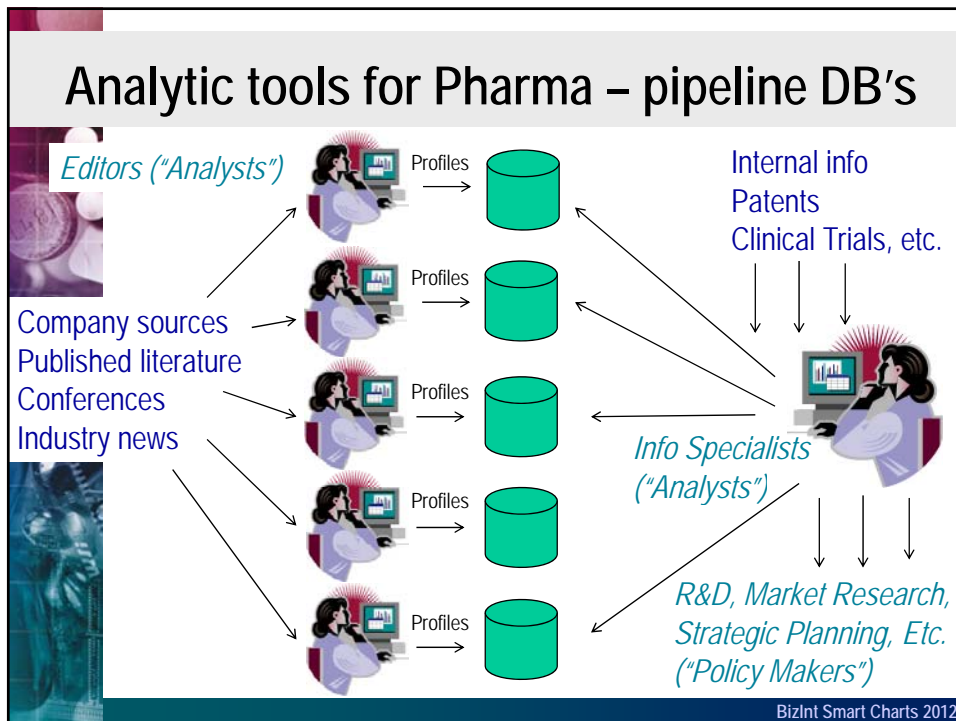 Analytic tools for Pharma – pipeline DB's
Editors ("Analysts")
Profiles
Profiles
Profiles
Profiles
Profiles
Company sources
Published literature
Conferences
Industry news
Internal info
Patents
Clinical Trials, etc.
Info Specialists
("Analysts")
R&D, Market Research,
Strategic Planning, Etc.
("Policy Makers")
BizInt Smart Charts 2012